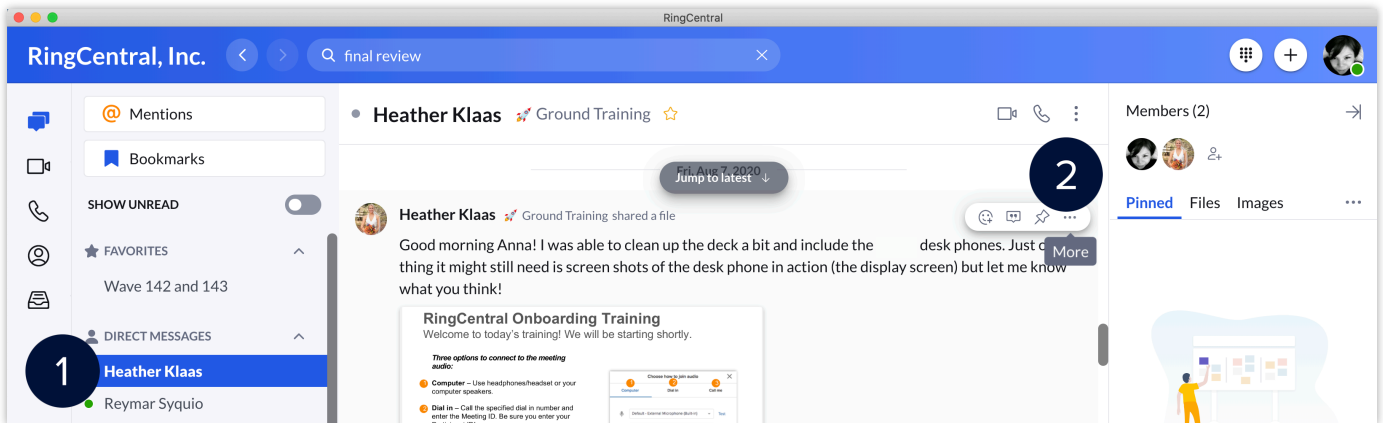 RingCentral
RingCentral, Inc.
final review
@ Mentions
Bookmarks
SHOW UNREAD
FAVORITES
Wave 142 and 143
DIRECT MESSAGES
1
Heather Klaas
Reymar Syquio
Heather Klaas 🚀 Ground Training
Fri, Aug 7, 2020
Jump to latest ↓
2
Heather Klaas 🚀 Ground Training shared a file
More
Good morning Anna! I was able to clean up the deck a bit and include the desk phones. Just
thing it might still need is screen shots of the desk phone in action (the display screen) but let me know
what you think!
RingCentral Onboarding Training
Welcome to today's training! We will be starting shortly.
Three options to connect to the meeting
audio:
Computer – Use headphones/headset or your
computer speakers.
Dial in – Call the specified dial in number and
enter the Meeting ID. Be sure you enter your
Choose how to join audio
Computer Dial in Call me
Default - External Microphone (Built-in)
Members (2)
Pinned Files Images